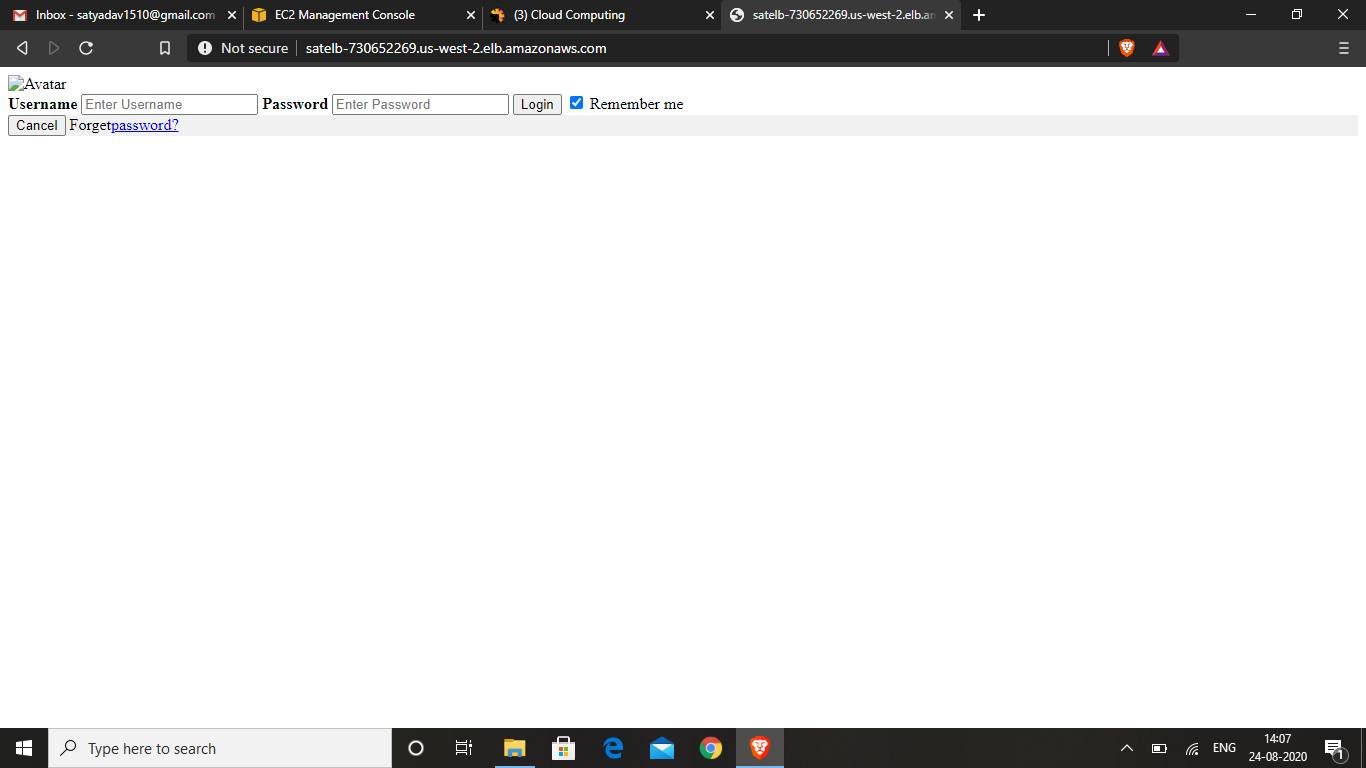 Inbox - satyadav1510@gmail.com
EC2 Management Console
(3) Cloud Computing
satelb-730652269.us-west-2.elb.an
Not secure
satelb-730652269.us-west-2.elb.amazonaws.com
Avatar
Username Enter Username Password Enter Password Login Remember me
Cancel Forgetpassword?
Type here to search
ENG
14:07
24-08-2020
1